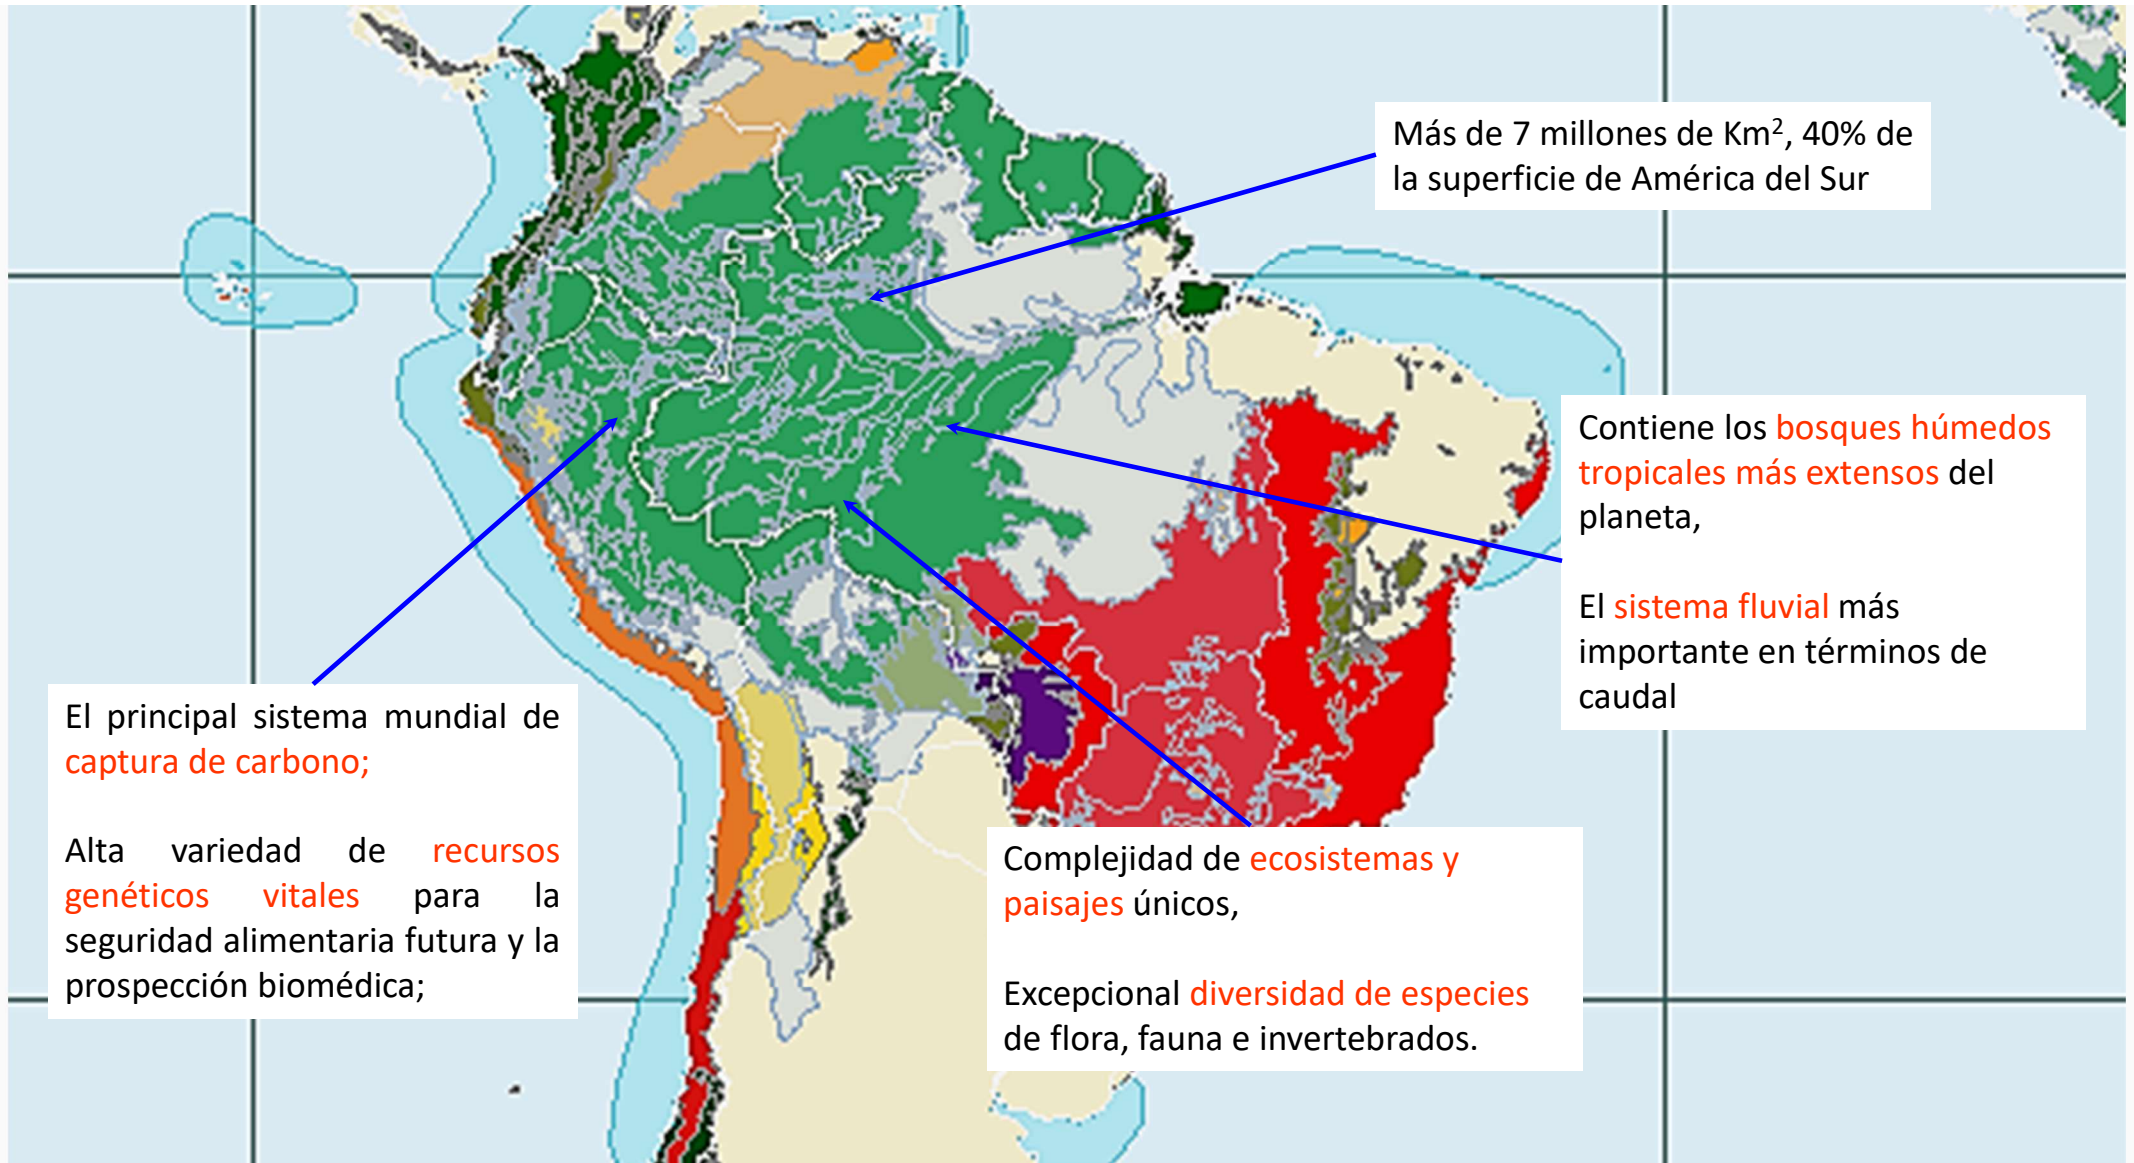 Más de 7 millones de Km², 40% de
la superficie de América del Sur
Contiene los bosques húmedos
tropicales más extensos del
planeta,
El sistema fluvial más
importante en términos de
caudal
El principal sistema mundial de
captura de carbono;
Alta variedad de recursos
genéticos vitales para la
seguridad alimentaria futura y la
prospección biomédica;
Complejidad de ecosistemas y
paisajes únicos,
Excepcional diversidad de especies
de flora, fauna e invertebrados.